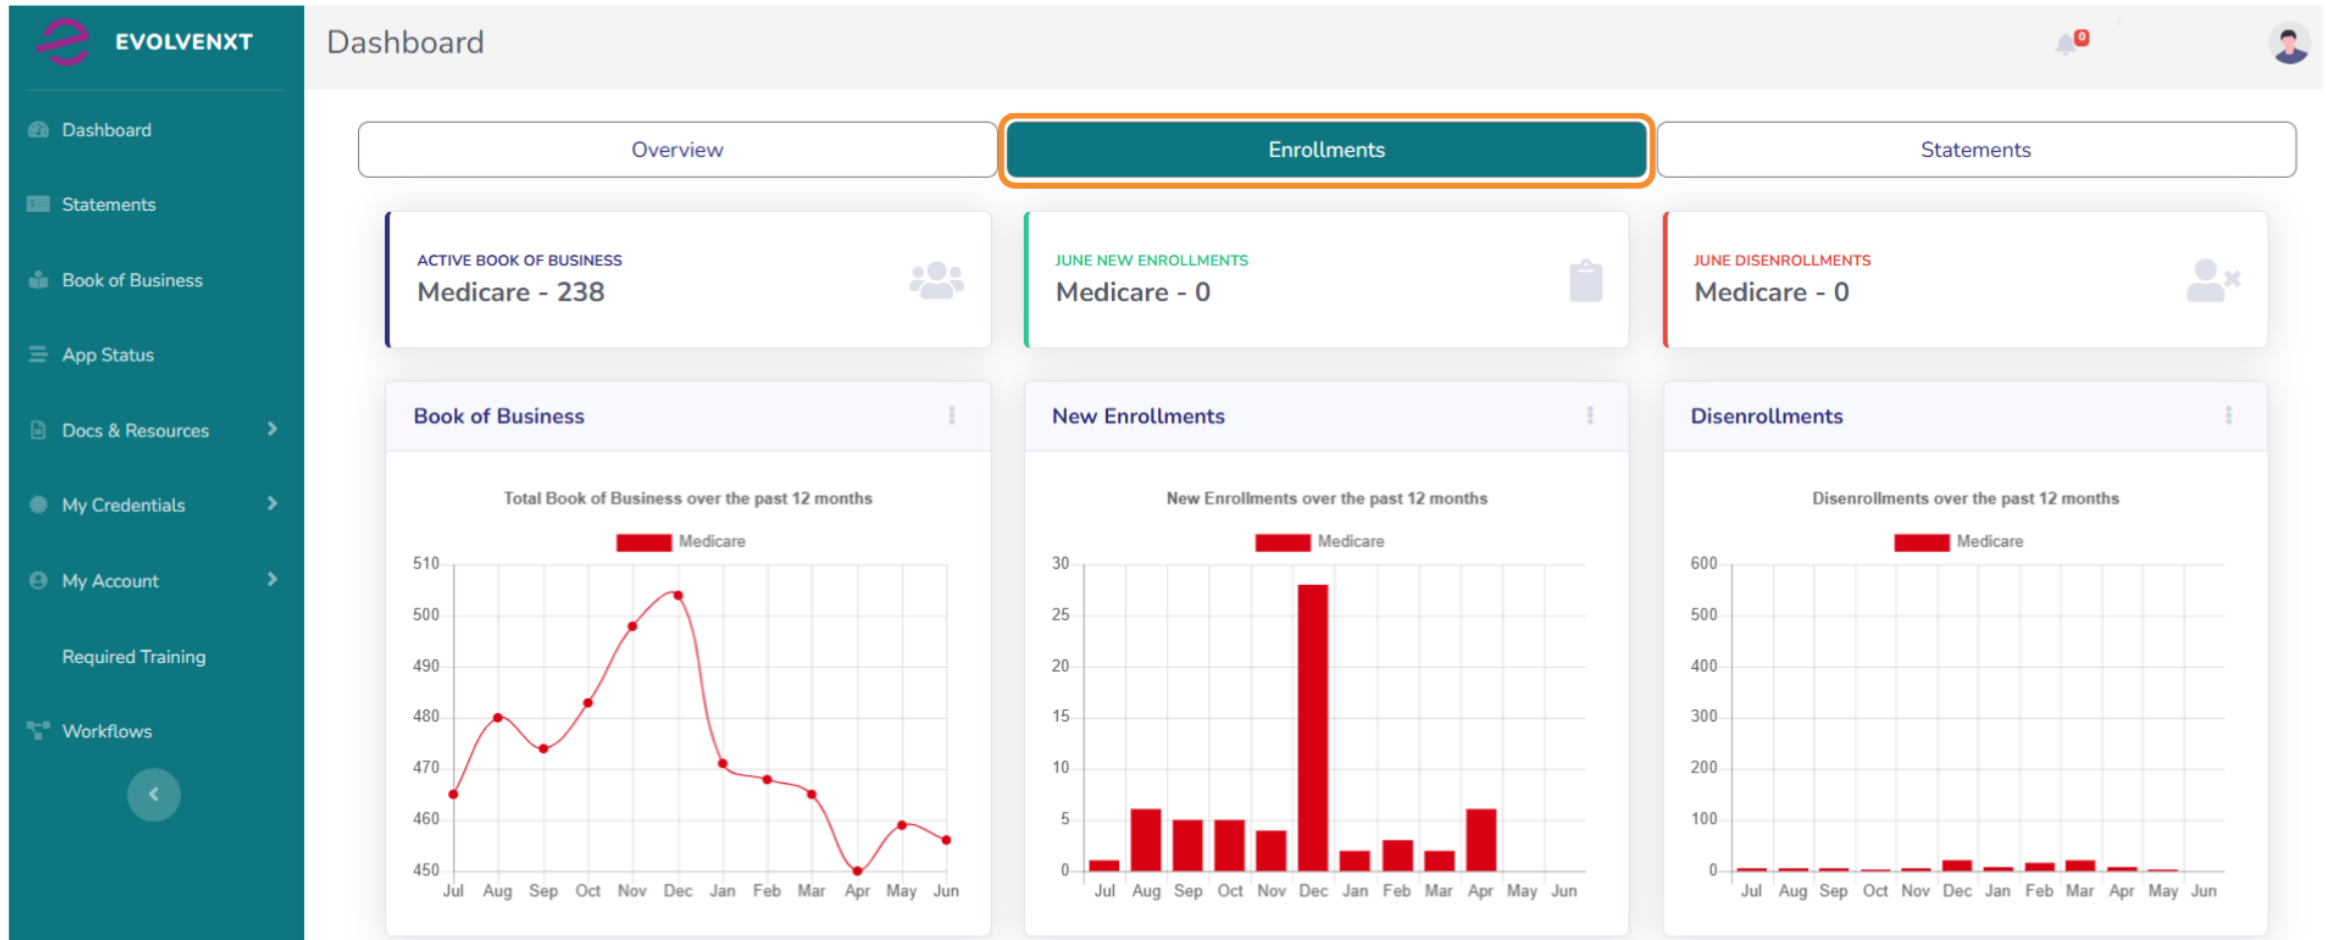 EVOLVENXT
Dashboard
0
Dashboard
Statements
Book of Business
App Status
Docs & Resources
My Credentials
My Account
Required Training
Workflows
Overview
Enrollments
Statements
ACTIVE BOOK OF BUSINESS
Medicare - 238
JUNE NEW ENROLLMENTS
Medicare - 0
JUNE DISENROLLMENTS
Medicare - 0
Book of Business
Total Book of Business over the past 12 months
Medicare
510
500
490
480
470
460
450
Jul Aug Sep Oct Nov Dec Jan Feb Mar Apr May Jun
New Enrollments
New Enrollments over the past 12 months
Medicare
30
25
20
15
10
5
0
Jul Aug Sep Oct Nov Dec Jan Feb Mar Apr May Jun
Disenrollments
Disenrollments over the past 12 months
Medicare
600
500
400
300
200
100
0
Jul Aug Sep Oct Nov Dec Jan Feb Mar Apr May Jun